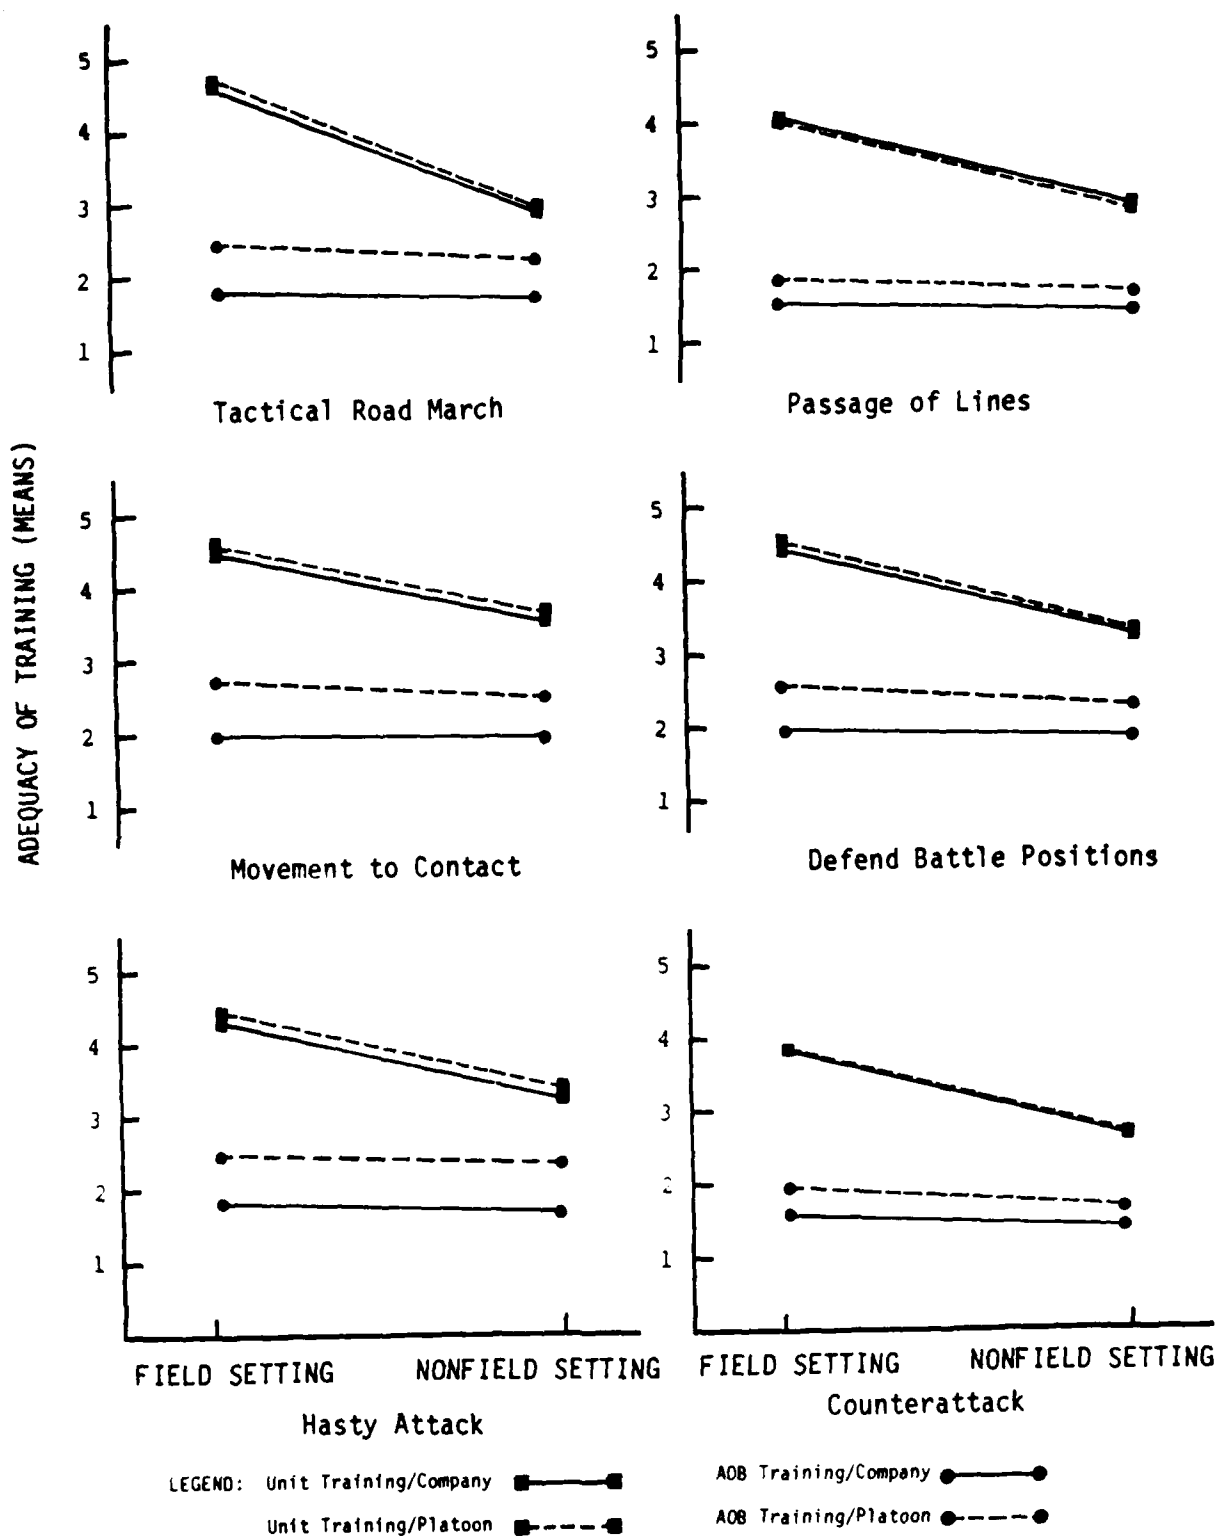 ADEQUACY OF TRAINING (MEANS)
5
4
3
2
1
Tactical Road March
5
4
3
2
1
Passage of Lines
5
4
3
2
1
Movement to Contact
5
4
3
2
1
Defend Battle Positions
5
4
3
2
1
FIELD SETTING NONFIELD SETTING
Hasty Attack
5
4
3
2
1
FIELD SETTING NONFIELD SETTING
Counterattack
LEGEND: Unit Training/Company
Unit Training/Platoon
AOB Training/Company
AOB Training/Platoon